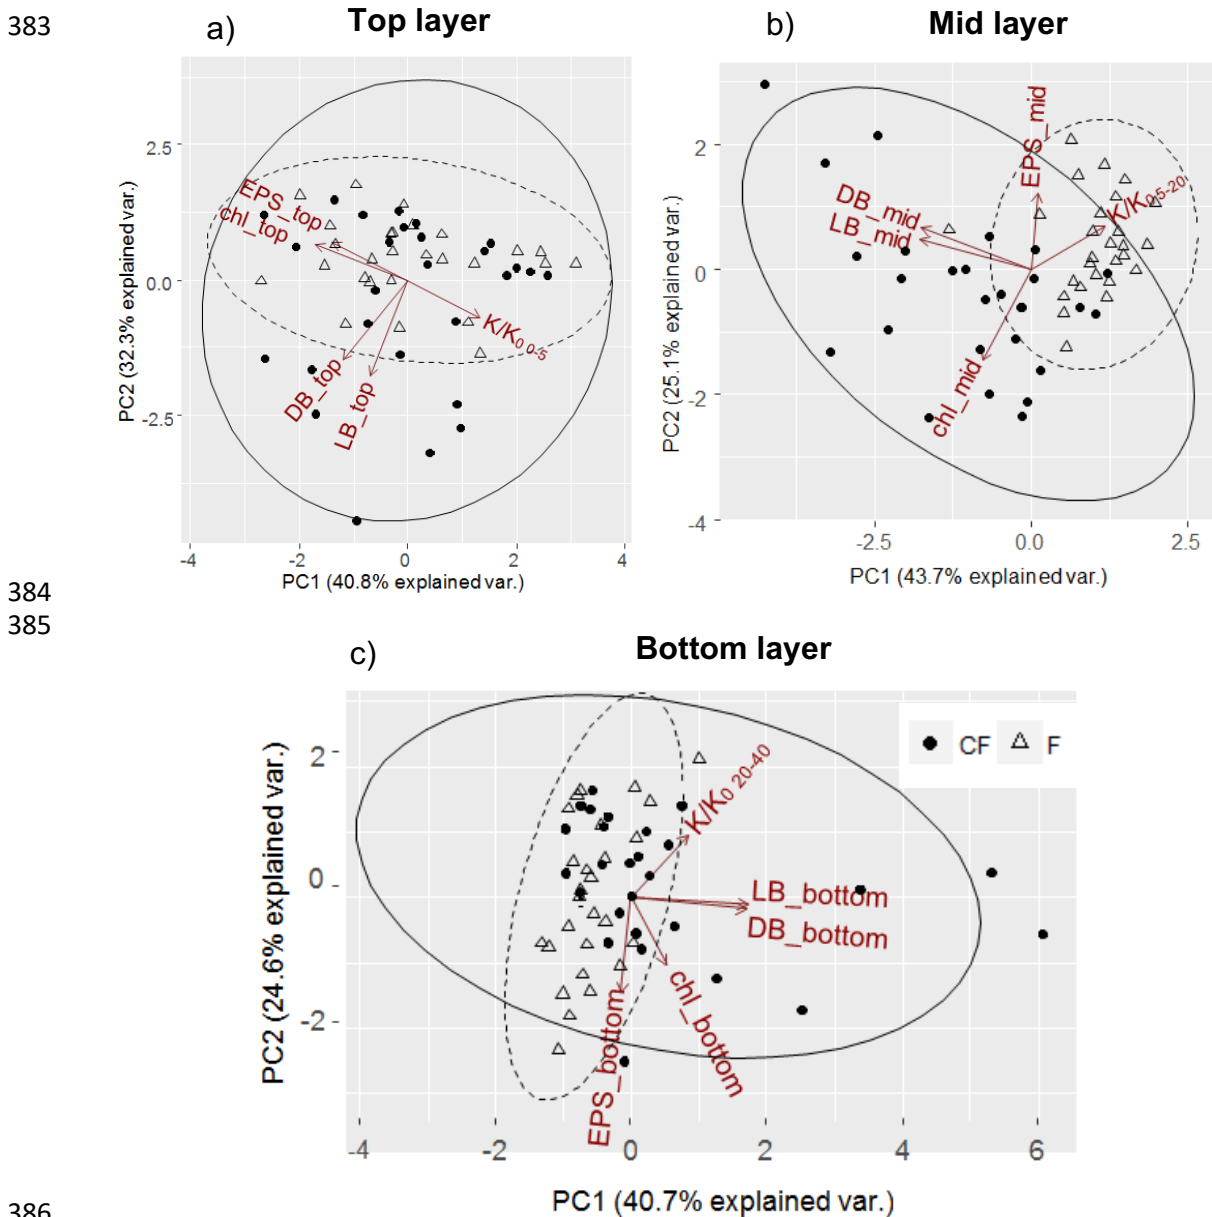 383
a)
Top layer
b)
Mid layer
2.5
0.0
-2.5
PC2 (32.3% explained var.)
EPS_top
chl_top
K/K0 0-5
DB_top
LB_top
-4
-2
0
2
4
PC1 (40.8% explained var.)
2
0
-2
-4
PC2 (25.1% explained var.)
EPS_mid
DB_mid
LB_mid
K/K0.5-20
chl_mid
-2.5
0.0
2.5
PC1 (43.7% explained var.)
384
385
c)
Bottom layer
CF
F
2
0
-2
PC2 (24.6% explained var.)
K/K0 20-40
LB_bottom
DB_bottom
chl_bottom
EPS_bottom
-4
-2
0
2
4
6
PC1 (40.7% explained var.)
386